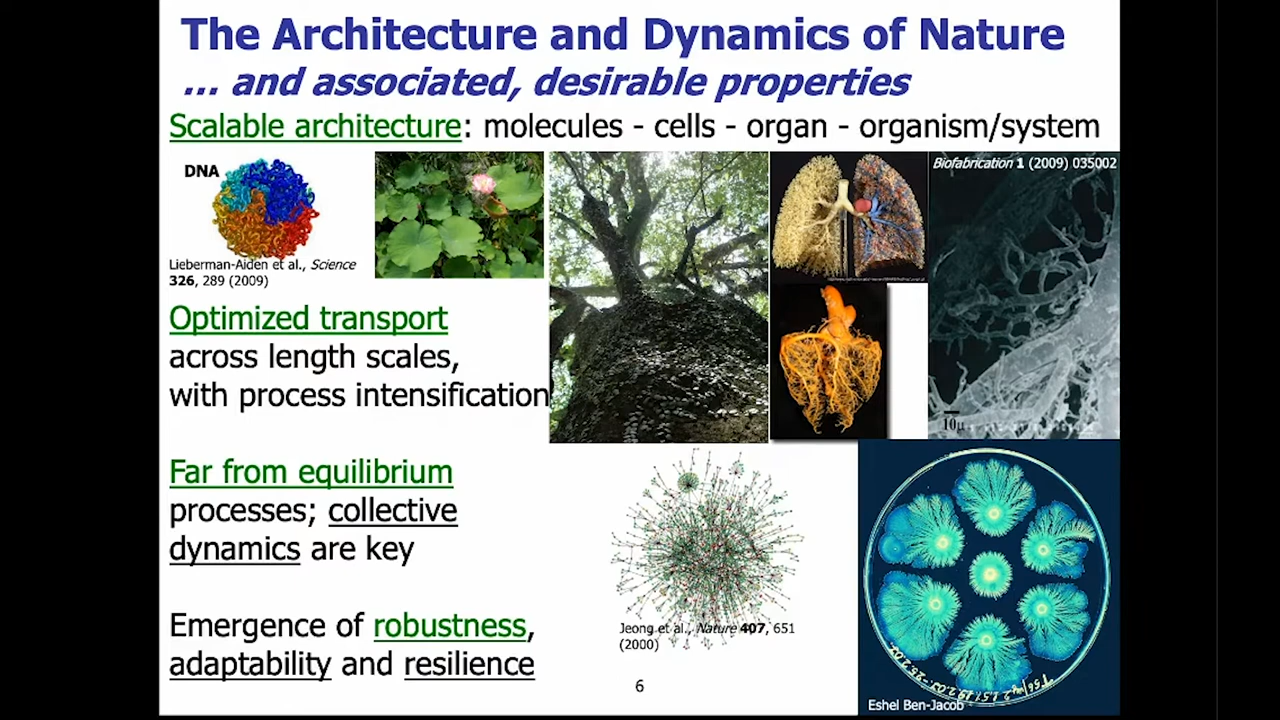 The Architecture and Dynamics of Nature
... and associated, desirable properties
Scalable architecture: molecules - cells - organ - organism/system
DNA
Biofabrication 1 (2009) 035002
Lieberman-Aiden et al., Science
326, 289 (2009)
Optimized transport
across length scales,
with process intensification
10μ
Far from equilibrium
processes; collective
dynamics are key
Emergence of robustness,
adaptability and resilience
Jeong et al., Nature 407, 651
(2000)
6
Eshel Ben-Jacob